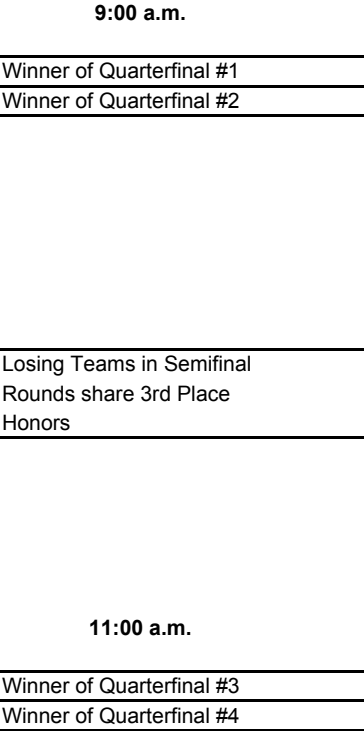 9:00 a.m.
Winner of Quarterfinal #1
Winner of Quarterfinal #2
Losing Teams in Semifinal
Rounds share 3rd Place
Honors
11:00 a.m.
Winner of Quarterfinal #3
Winner of Quarterfinal #4